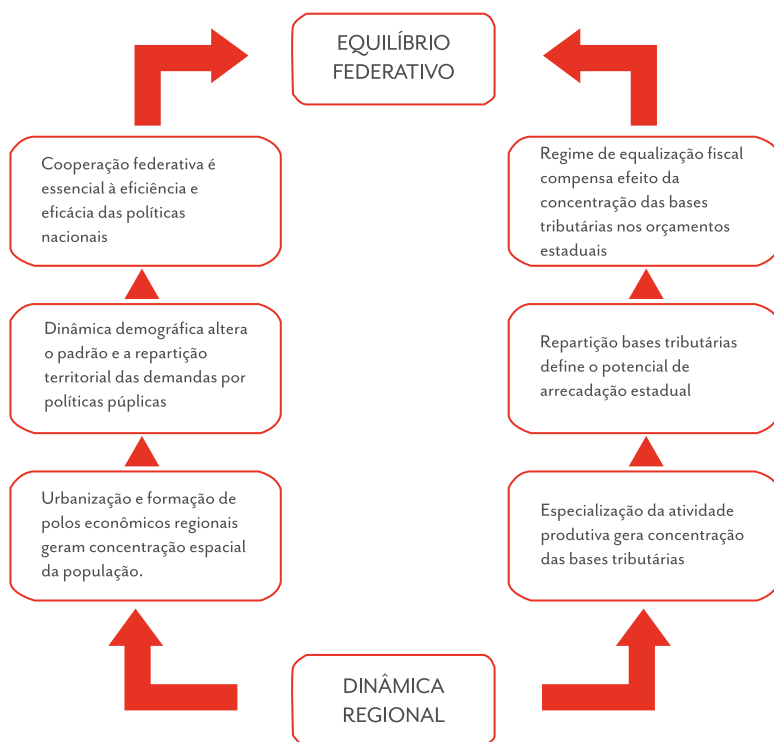 EQUILÍBRIO
FEDERATIVO
Cooperação federativa é
essencial à eficiência e
eficácia das políticas
nacionais
Regime de equalização fiscal
compensa efeito da
concentração das bases
tributárias nos orçamentos
estaduais
Dinâmica demográfica altera
o padrão e a repartição
territorial das demandas por
políticas púplicas
Repartição bases tributárias
define o potencial de
arrecadação estadual
Urbanização e formação de
polos econômicos regionais
geram concentração espacial
da população.
Especialização da atividade
produtiva gera concentração
das bases tributárias
DINÂMICA
REGIONAL